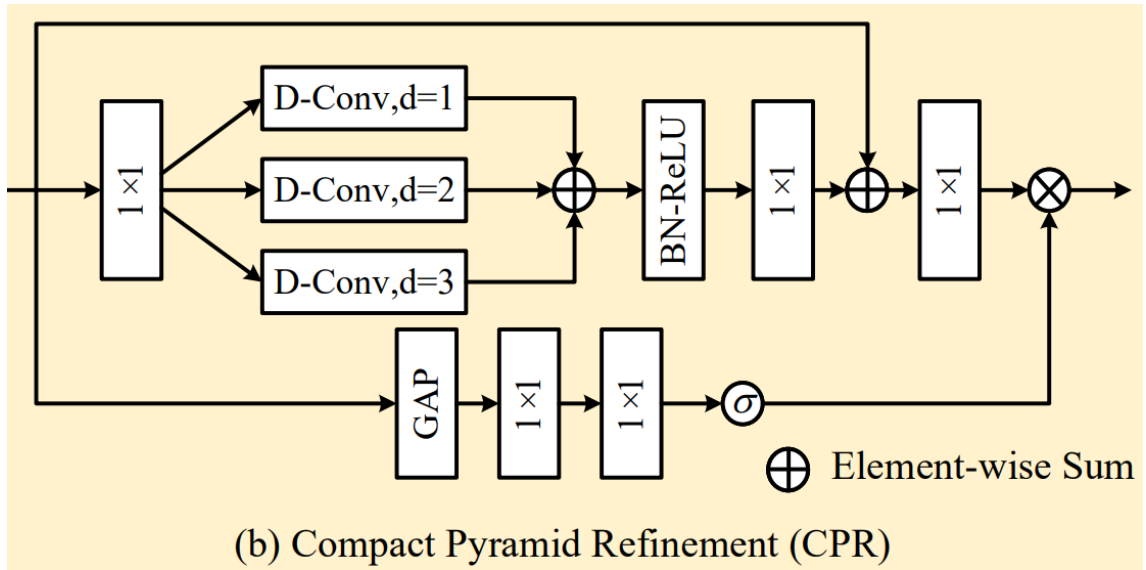 1×1
D-Conv,d=1
D-Conv,d=2
D-Conv,d=3
BN-ReLU
1×1
1×1
GAP
1×1
1×1
σ
Element-wise Sum
(b) Compact Pyramid Refinement (CPR)